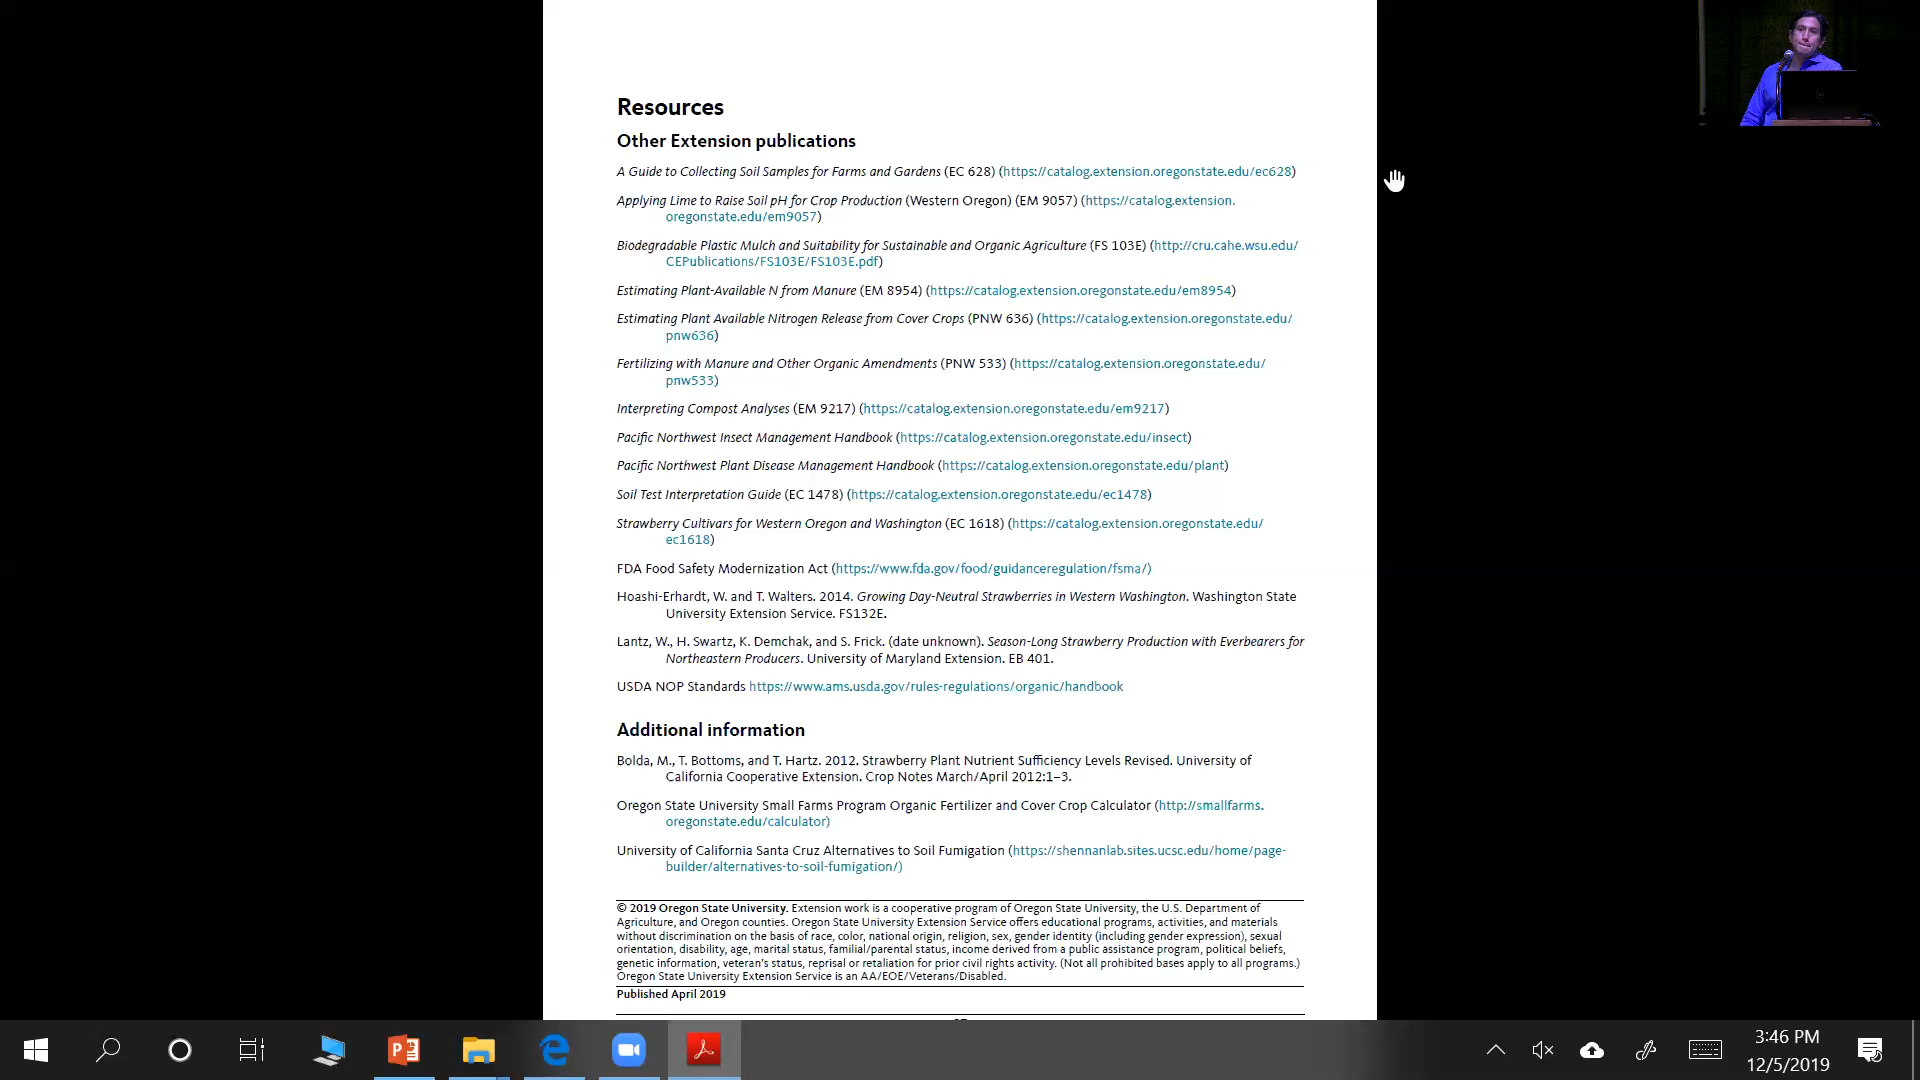 Resources
Other Extension publications
A Guide to Collecting Soil Samples for Farms and Gardens (EC 628) (https://catalog.extension.oregonstate.edu/ec628)
Applying Lime to Raise Soil pH for Crop Production (Western Oregon) (EM 9057) (https://catalog.extension.
oregonstate.edu/em9057)
Biodegradable Plastic Mulch and Suitability for Sustainable and Organic Agriculture (FS 103E) (http://cru.cahe.wsu.edu/
CEPublications/FS103E/FS103E.pdf)
Estimating Plant-Available N from Manure (EM 8954) (https://catalog.extension.oregonstate.edu/em8954)
Estimating Plant Available Nitrogen Release from Cover Crops (PNW 636) (https://catalog.extension.oregonstate.edu/
pnw636)
Fertilizing with Manure and Other Organic Amendments (PNW 533) (https://catalog.extension.oregonstate.edu/
pnw533)
Interpreting Compost Analyses (EM 9217) (https://catalog.extension.oregonstate.edu/em9217)
Pacific Northwest Insect Management Handbook (https://catalog.extension.oregonstate.edu/insect)
Pacific Northwest Plant Disease Management Handbook (https://catalog.extension.oregonstate.edu/plant)
Soil Test Interpretation Guide (EC 1478) (https://catalog.extension.oregonstate.edu/ec1478)
Strawberry Cultivars for Western Oregon and Washington (EC 1618) (https://catalog.extension.oregonstate.edu/
ec1618)
FDA Food Safety Modernization Act (https://www.fda.gov/food/guidanceregulation/fsma/)
Hoashi-Erhardt, W. and T. Walters. 2014. Growing Day-Neutral Strawberries in Western Washington. Washington State
University Extension Service. FS132E.
Lantz, W., H. Swartz, K. Demchak, and S. Frick. (date unknown). Season-Long Strawberry Production with Everbearers for
Northeastern Producers. University of Maryland Extension. EB 401.
USDA NOP Standards https://www.ams.usda.gov/rules-regulations/organic/handbook
Additional information
Bolda, M., T. Bottoms, and T. Hartz. 2012. Strawberry Plant Nutrient Sufficiency Levels Revised. University of
California Cooperative Extension. Crop Notes March/April 2012:1–3.
Oregon State University Small Farms Program Organic Fertilizer and Cover Crop Calculator (http://smallfarms.
oregonstate.edu/calculator)
University of California Santa Cruz Alternatives to Soil Fumigation (https://shennanlab.sites.ucsc.edu/home/page-
builder/alternatives-to-soil-fumigation/)
© 2019 Oregon State University. Extension work is a cooperative program of Oregon State University, the U.S. Department of
Agriculture, and Oregon counties. Oregon State University Extension Service offers educational programs, activities, and materials
without discrimination on the basis of race, color, national origin, religion, sex, gender identity (including gender expression), sexual
orientation, disability, age, marital status, familial/parental status, income derived from a public assistance program, political beliefs,
genetic information, veteran's status, reprisal or retaliation for prior civil rights activity. (Not all prohibited bases apply to all programs.)
Oregon State University Extension Service is an AA/EOE/Veterans/Disabled.
Published April 2019
3:46 PM
12/5/2019